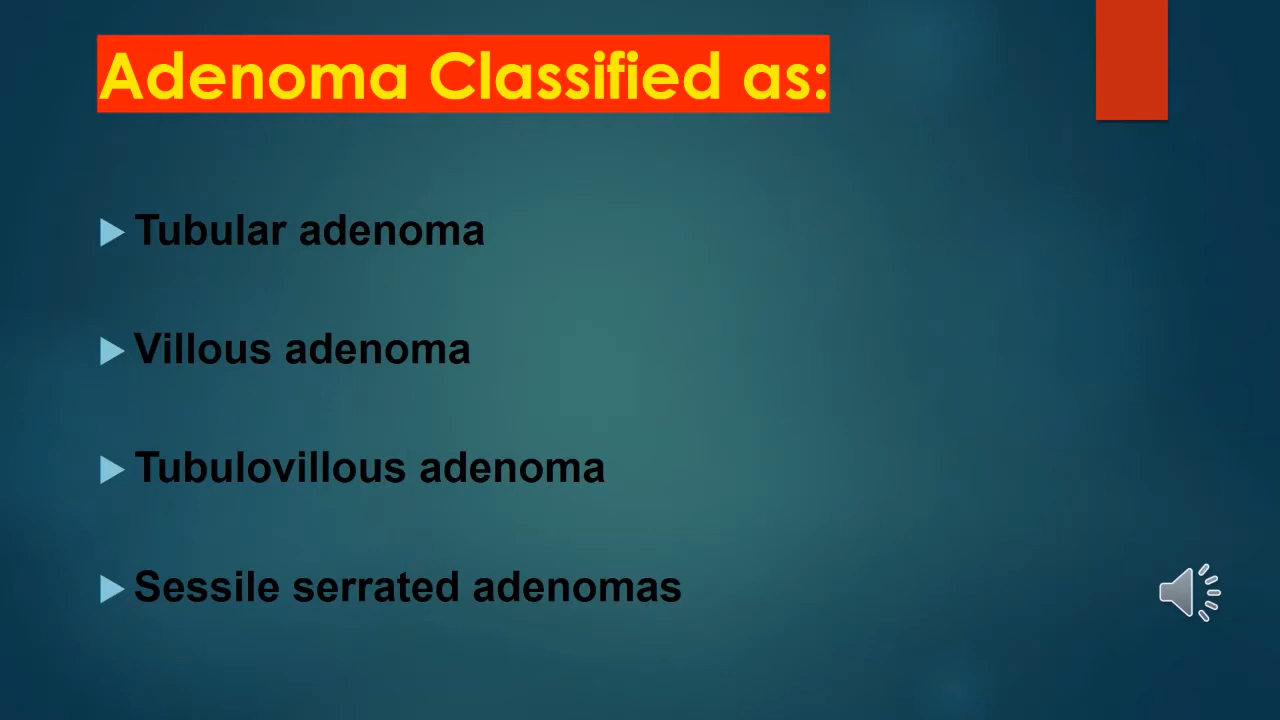 Adenoma Classified as:
Tubular adenoma
Villous adenoma
Tubulovillous adenoma
Sessile serrated adenomas